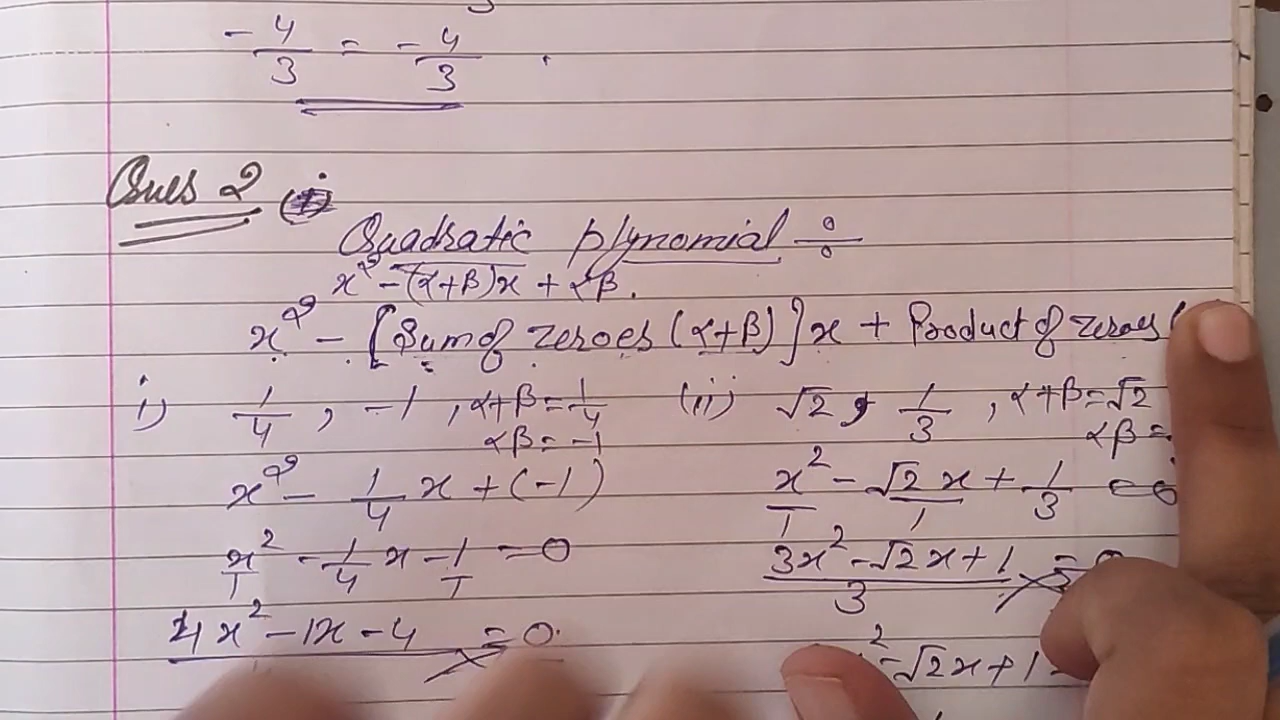 - 4/3 = - 4/3 .
Ques 2 (i)
Quadratic plynomial ÷
x² - (α+β)x + αβ.
x² - [Sum of zeroes (α+β)]x + Product of zeroes (
i) 1/4 , -1 , α+β = 1/4 (ii) √2 , 1/3 , α+β = √2
αβ = -1 αβ =
x² - 1/4 x + (-1) x²/1 - √2 x/1 + 1/3 = 0
x²/1 - 1/4 x - 1/1 = 0 3x² - √2x + 1/3 = 0
4x² - 1x - 4 = 0. ² - √2x + 1 =